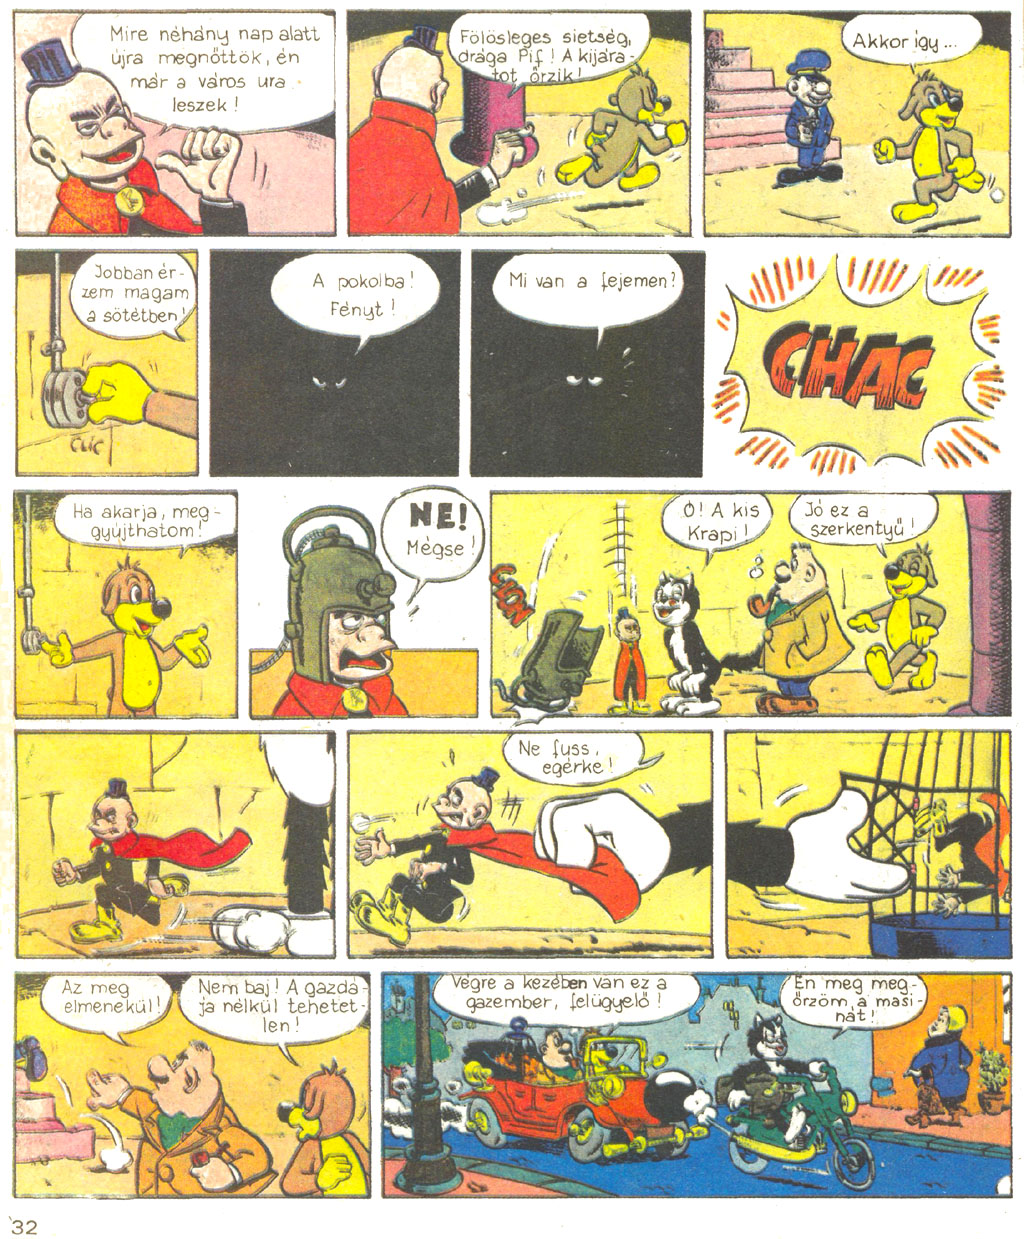 Mire néhány nap alatt
újra megnőttök, én
már a város ura
leszek!
Fölösleges sietség,
drága Pif! A kijára-
tot őrzik!
Akkor így...
Jobban ér-
zem magam
a sötétben!
CLIC
A pokolba!
Fényt!
Mi van a fejemen?
CHAC
Ha akarja, meg-
gyújthatom!
NE!
Mégse!
CLON
Ó! A kis
Krapi!
Jó ez a
szerkentyű!
Ne fuss,
egérke!
Az meg
elmenekül!
Nem baj! A gazdá-
ja nélkül tehetet-
len!
Végre a kezében van ez a
gazember, felügyelő!
Én meg meg-
őrzöm a masi-
nát!
32